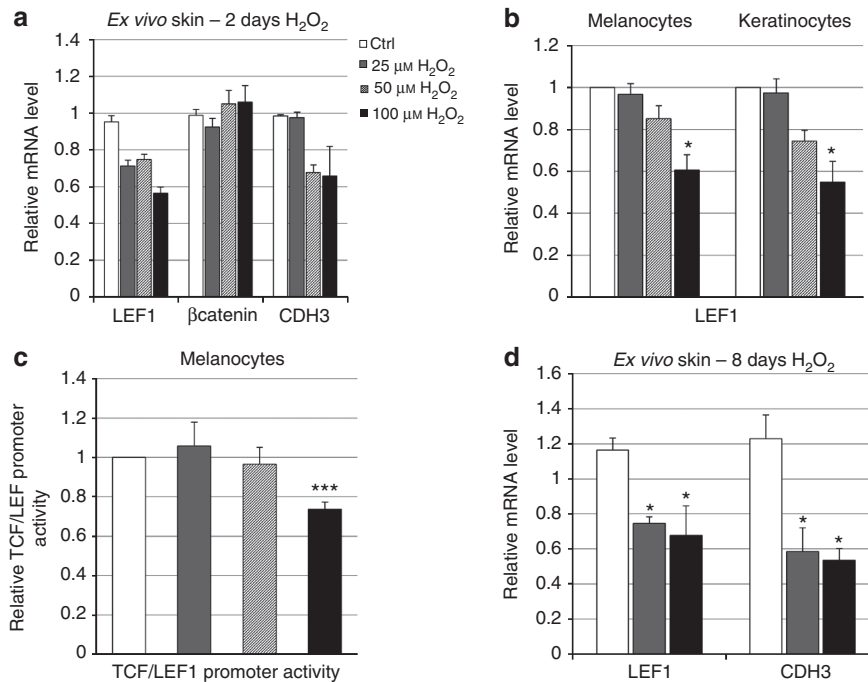 a
Ex vivo skin – 2 days H₂O₂
Relative mRNA level
1.4
1.2
1
0.8
0.6
0.4
0.2
0
LEF1 βcatenin CDH3
Ctrl
25 μM H₂O₂
50 μM H₂O₂
100 μM H₂O₂
b
Melanocytes Keratinocytes
Relative mRNA level
1.2
1
0.8
0.6
0.4
0.2
0
* *
LEF1
c
Melanocytes
Relative TCF/LEF promoter
activity
1.4
1.2
1
0.8
0.6
0.4
0.2
0
***
TCF/LEF1 promoter activity
d
Ex vivo skin – 8 days H₂O₂
Relative mRNA level
1.6
1.4
1.2
1
0.8
0.6
0.4
0.2
0
* * * *
LEF1 CDH3